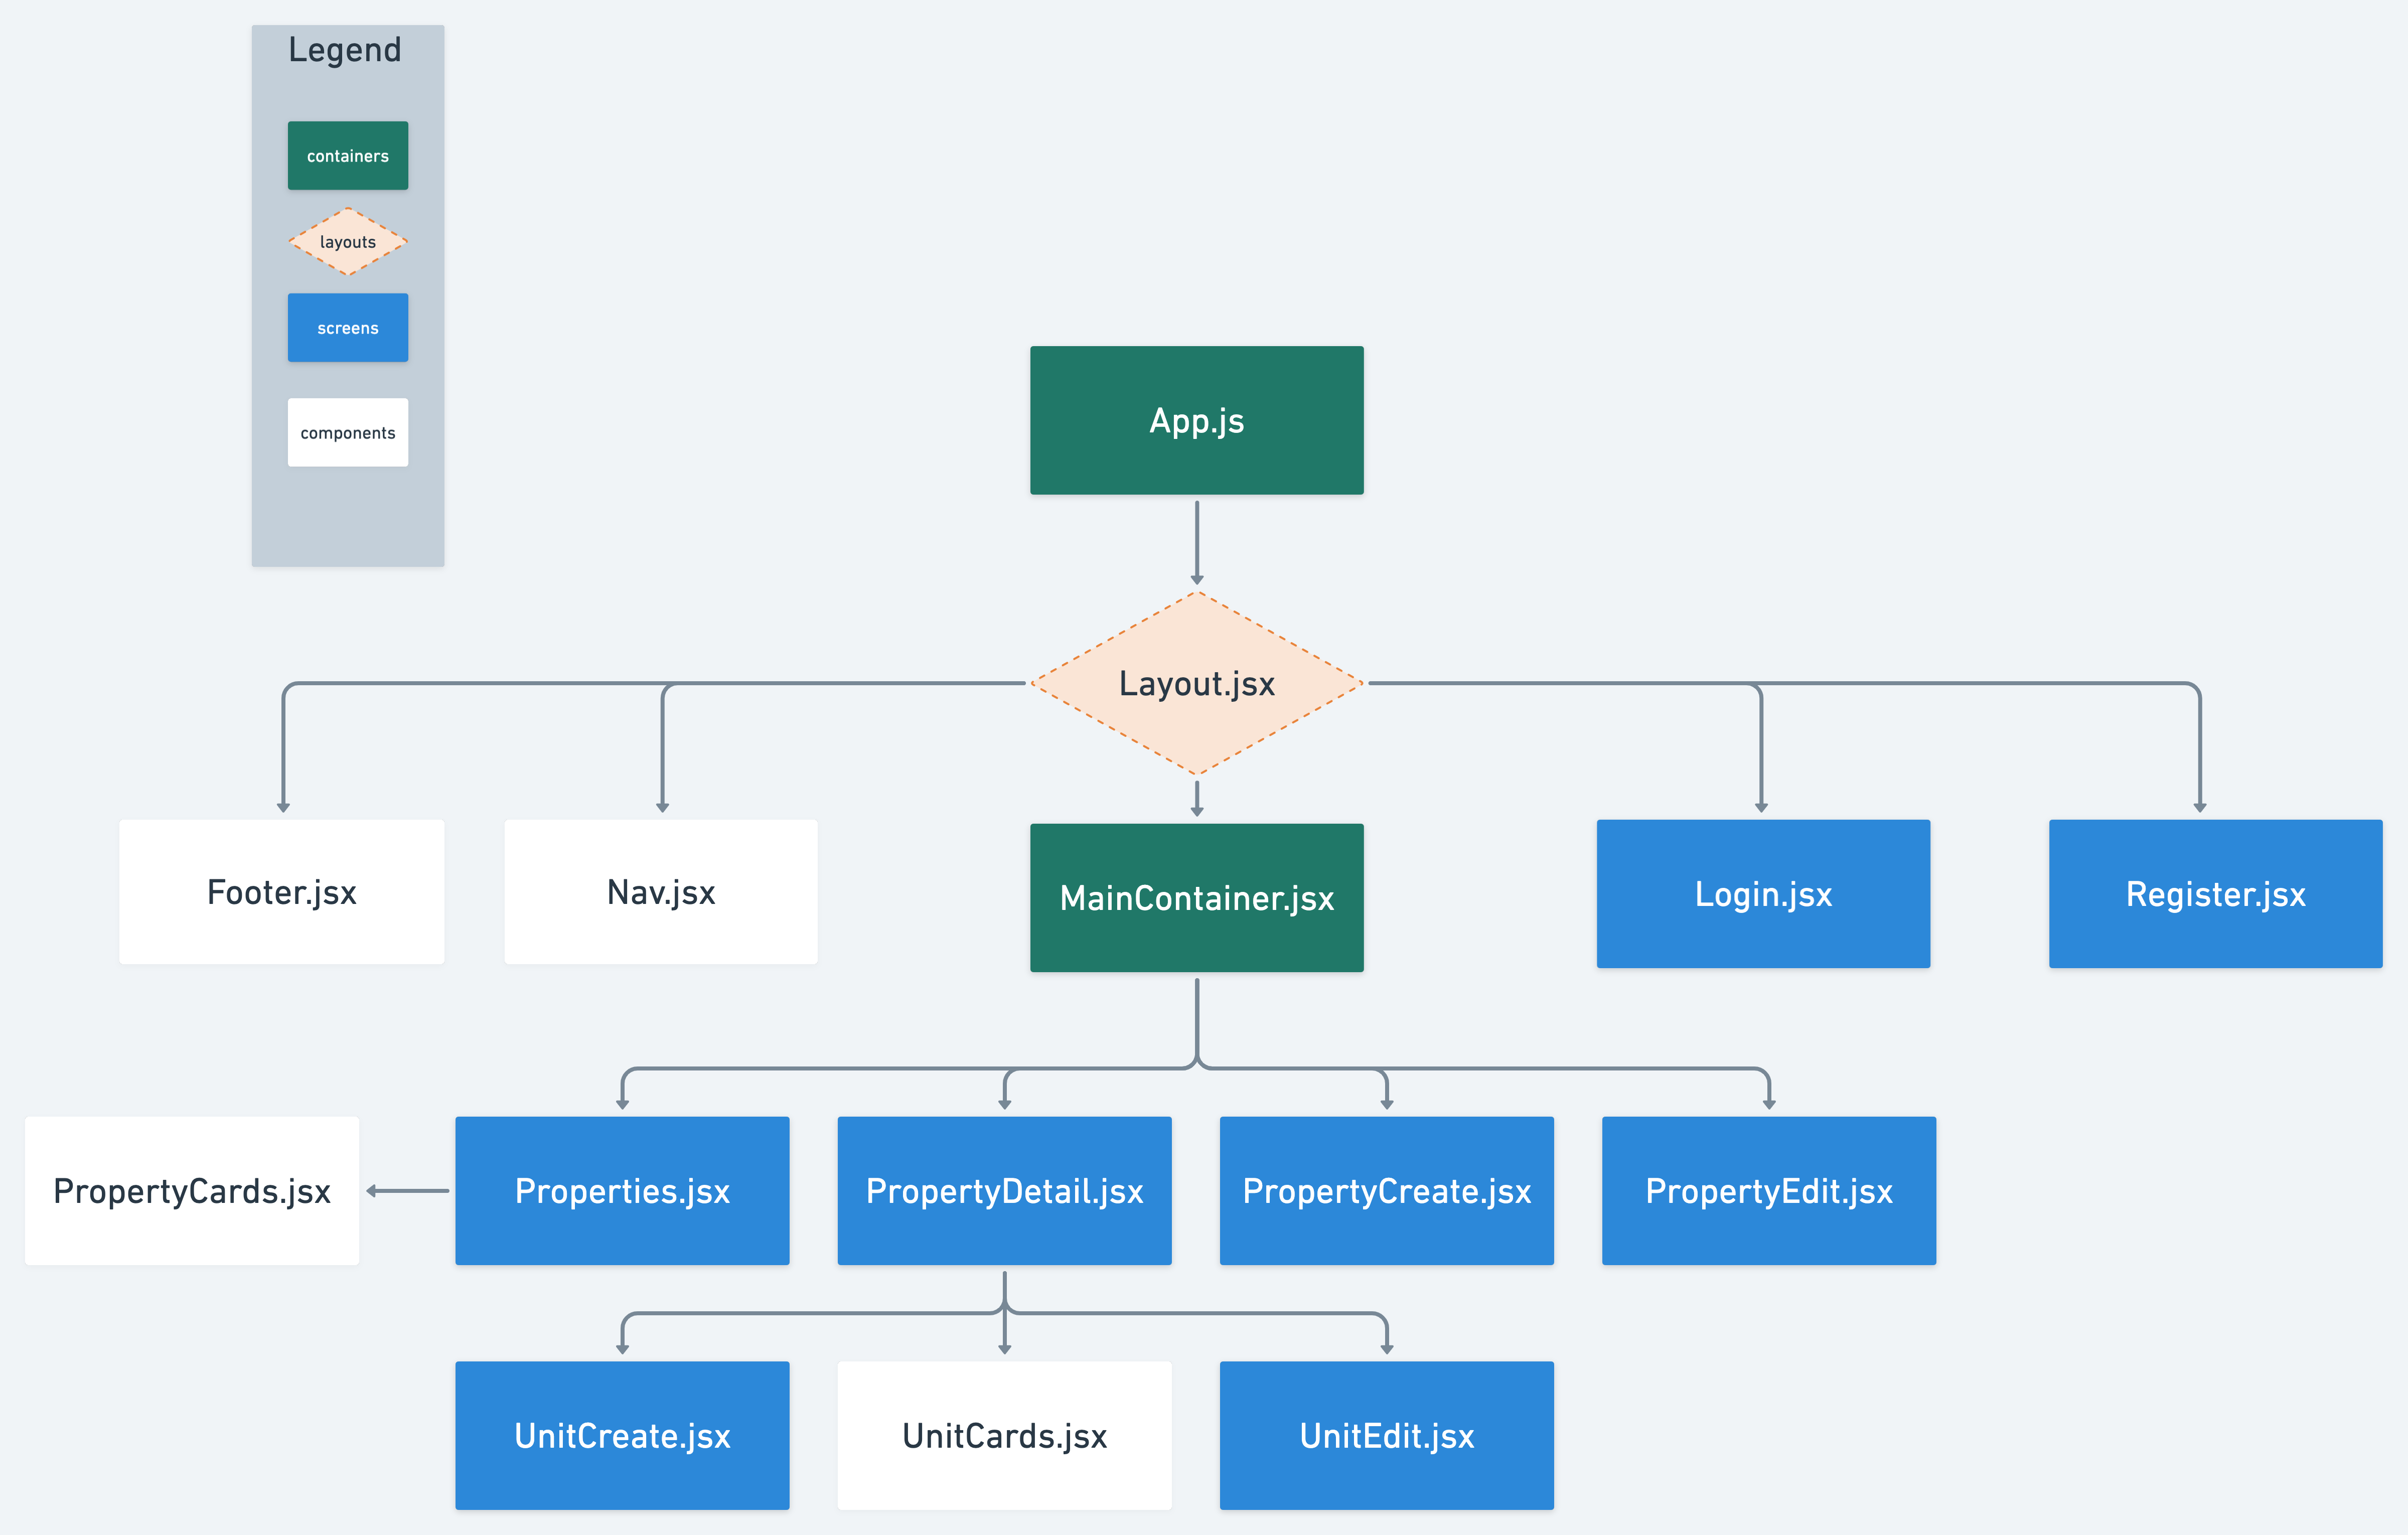 Legend
containers
layouts
screens
components
App.js
Layout.jsx
Footer.jsx
Nav.jsx
MainContainer.jsx
Login.jsx
Register.jsx
PropertyCards.jsx
Properties.jsx
PropertyDetail.jsx
PropertyCreate.jsx
PropertyEdit.jsx
UnitCreate.jsx
UnitCards.jsx
UnitEdit.jsx